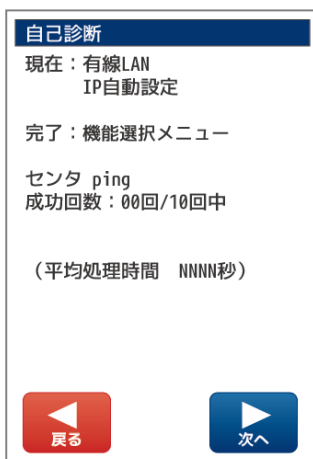 自己診断
現在：有線LAN
IP自動設定
完了：機能選択メニュー
センタ ping
成功回数：00回/10回中
（平均処理時間　NNNN秒）
戻る
次へ